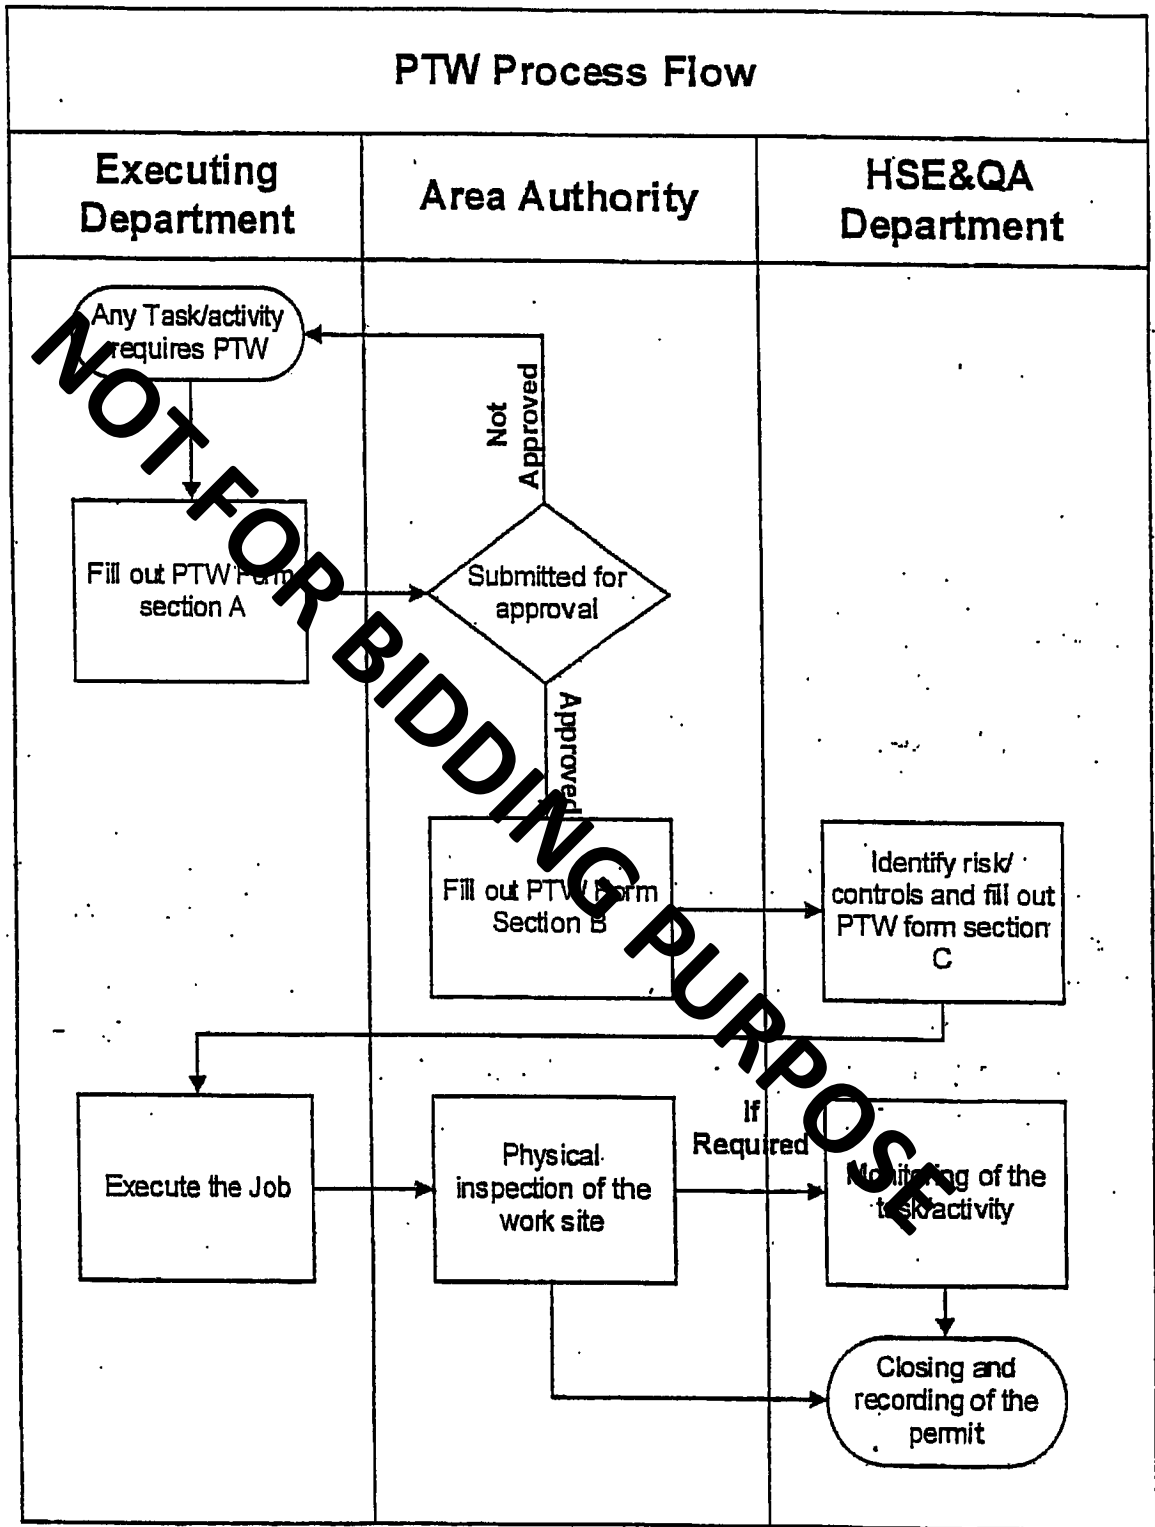 PTW Process Flow
Executing
Department
Area Authority
HSE&QA
Department
Any Task/activity
requires PTW
Not
Approved
Fill out PTW Form
section A
Submitted for
approval
Approved
Fill out PTW Form
Section B
Identify risk/
controls and fill out
PTW form section
C
Execute the Job
Physical
inspection of the
work site
If
Required
Monitoring of the
task/activity
Closing and
recording of the
permit
NOT FOR BIDDING PURPOSE